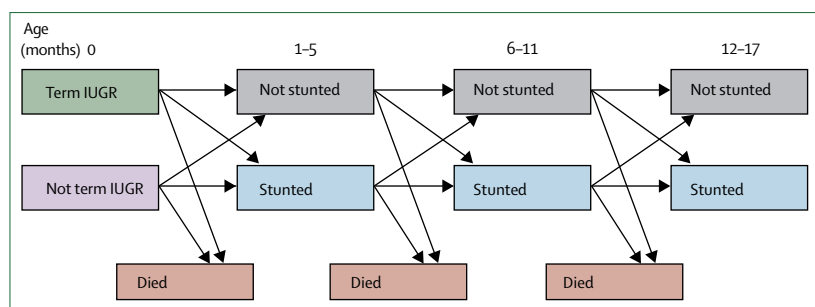 Age
(months) 0 1–5 6–11 12–17
Term IUGR Not stunted Not stunted Not stunted
Not term IUGR Stunted Stunted Stunted
Died Died Died